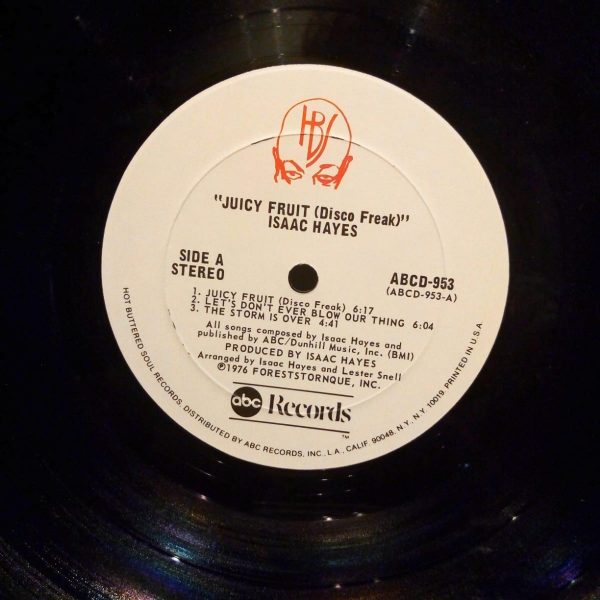 HBS
"JUICY FRUIT (Disco Freak)"
ISAAC HAYES
SIDE A
STEREO
ABCD-953
(ABCD-953-A)
1. JUICY FRUIT (Disco Freak) 6:17
2. LET'S DON'T EVER BLOW OUR THING 6:04
3. THE STORM IS OVER 4:41
All songs composed by Isaac Hayes and
published by ABC/Dunhill Music, Inc. (BMI)
PRODUCED BY ISAAC HAYES
Arranged by Isaac Hayes and Lester Snell
℗1976 FORESTSTORNQUE, INC.
abc Records
™
HOT BUTTERED SOUL RECORDS, DISTRIBUTED BY ABC RECORDS, INC., L.A., CALIF. 90048, N.Y., N.Y. 10019. PRINTED IN U.S.A.